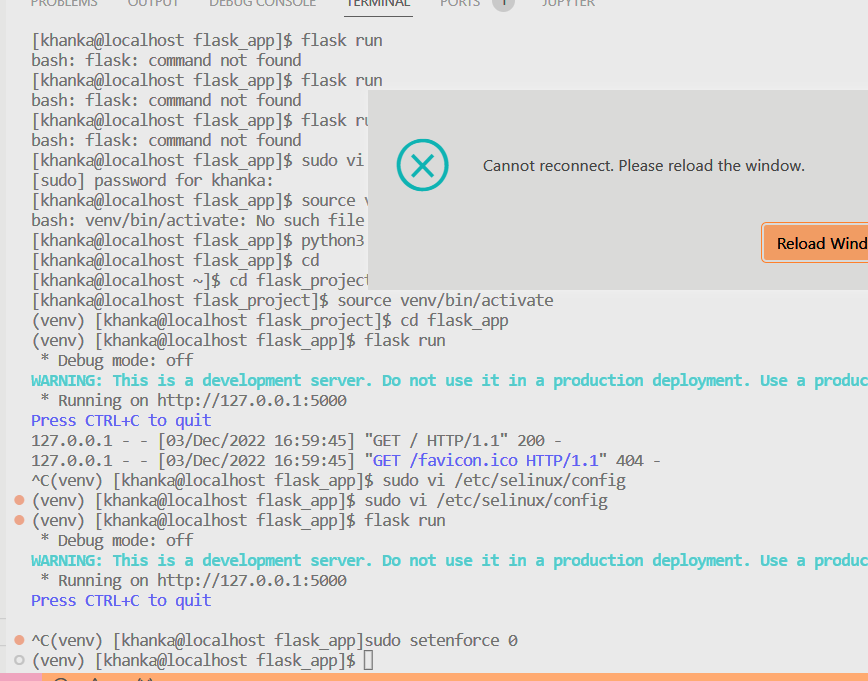 PROBLEMS OUTPUT DEBUG CONSOLE TERMINAL PORTS 1 JUPYTER
[khanka@localhost flask_app]$ flask run
bash: flask: command not found
[khanka@localhost flask_app]$ flask run
bash: flask: command not found
[khanka@localhost flask_app]$ flask ru
bash: flask: command not found
[khanka@localhost flask_app]$ sudo vi
[sudo] password for khanka:
[khanka@localhost flask_app]$ source v
bash: venv/bin/activate: No such file
[khanka@localhost flask_app]$ python3
[khanka@localhost flask_app]$ cd
[khanka@localhost ~]$ cd flask_project
Cannot reconnect. Please reload the window.
Reload Wind
[khanka@localhost flask_project]$ source venv/bin/activate
(venv) [khanka@localhost flask_project]$ cd flask_app
(venv) [khanka@localhost flask_app]$ flask run
* Debug mode: off
WARNING: This is a development server. Do not use it in a production deployment. Use a produc
* Running on http://127.0.0.1:5000
Press CTRL+C to quit
127.0.0.1 - - [03/Dec/2022 16:59:45] "GET / HTTP/1.1" 200 -
127.0.0.1 - - [03/Dec/2022 16:59:45] "GET /favicon.ico HTTP/1.1" 404 -
^C(venv) [khanka@localhost flask_app]$ sudo vi /etc/selinux/config
(venv) [khanka@localhost flask_app]$ sudo vi /etc/selinux/config
(venv) [khanka@localhost flask_app]$ flask run
* Debug mode: off
WARNING: This is a development server. Do not use it in a production deployment. Use a produc
* Running on http://127.0.0.1:5000
Press CTRL+C to quit
^C(venv) [khanka@localhost flask_app]sudo setenforce 0
(venv) [khanka@localhost flask_app]$